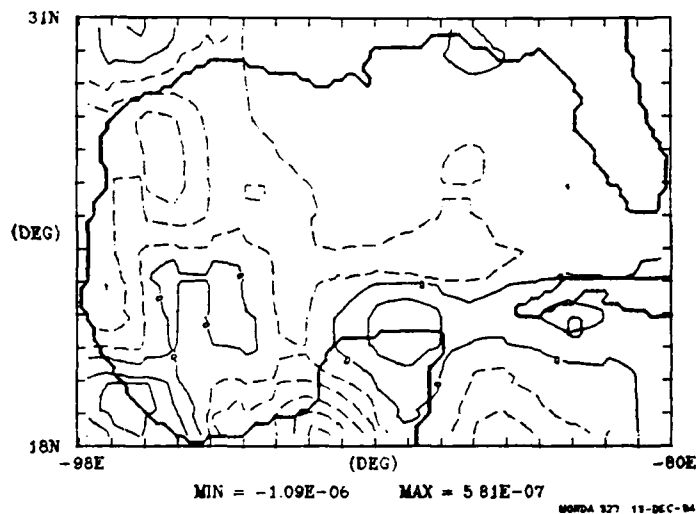 31N
(DEG)
18N
-98E
(DEG)
-80E
MIN = -1.09E-06 MAX = 5 81E-07